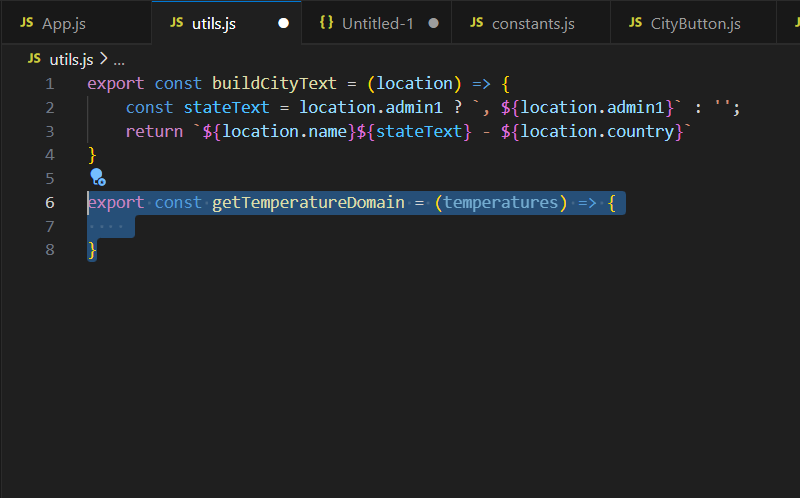 JS App.js JS utils.js {} Untitled-1 JS constants.js JS CityButton.js
JS utils.js > ...
1 export const buildCityText = (location) => {
2     const stateText = location.admin1 ? `, ${location.admin1}` : '';
3     return `${location.name}${stateText} - ${location.country}`
4 }
5
6 export const getTemperatureDomain = (temperatures) => {
7
8 }